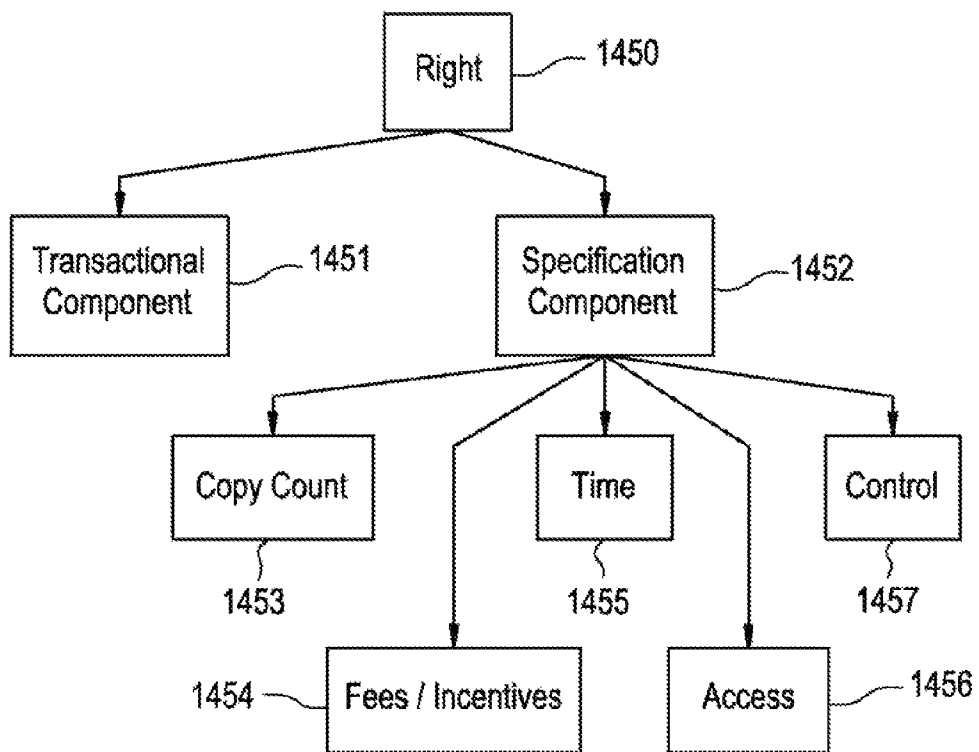 Right
1450
Transactional
Component
1451
Specification
Component
1452
Copy Count
1453
Time
1455
Control
1457
1454
Fees / Incentives
Access
1456